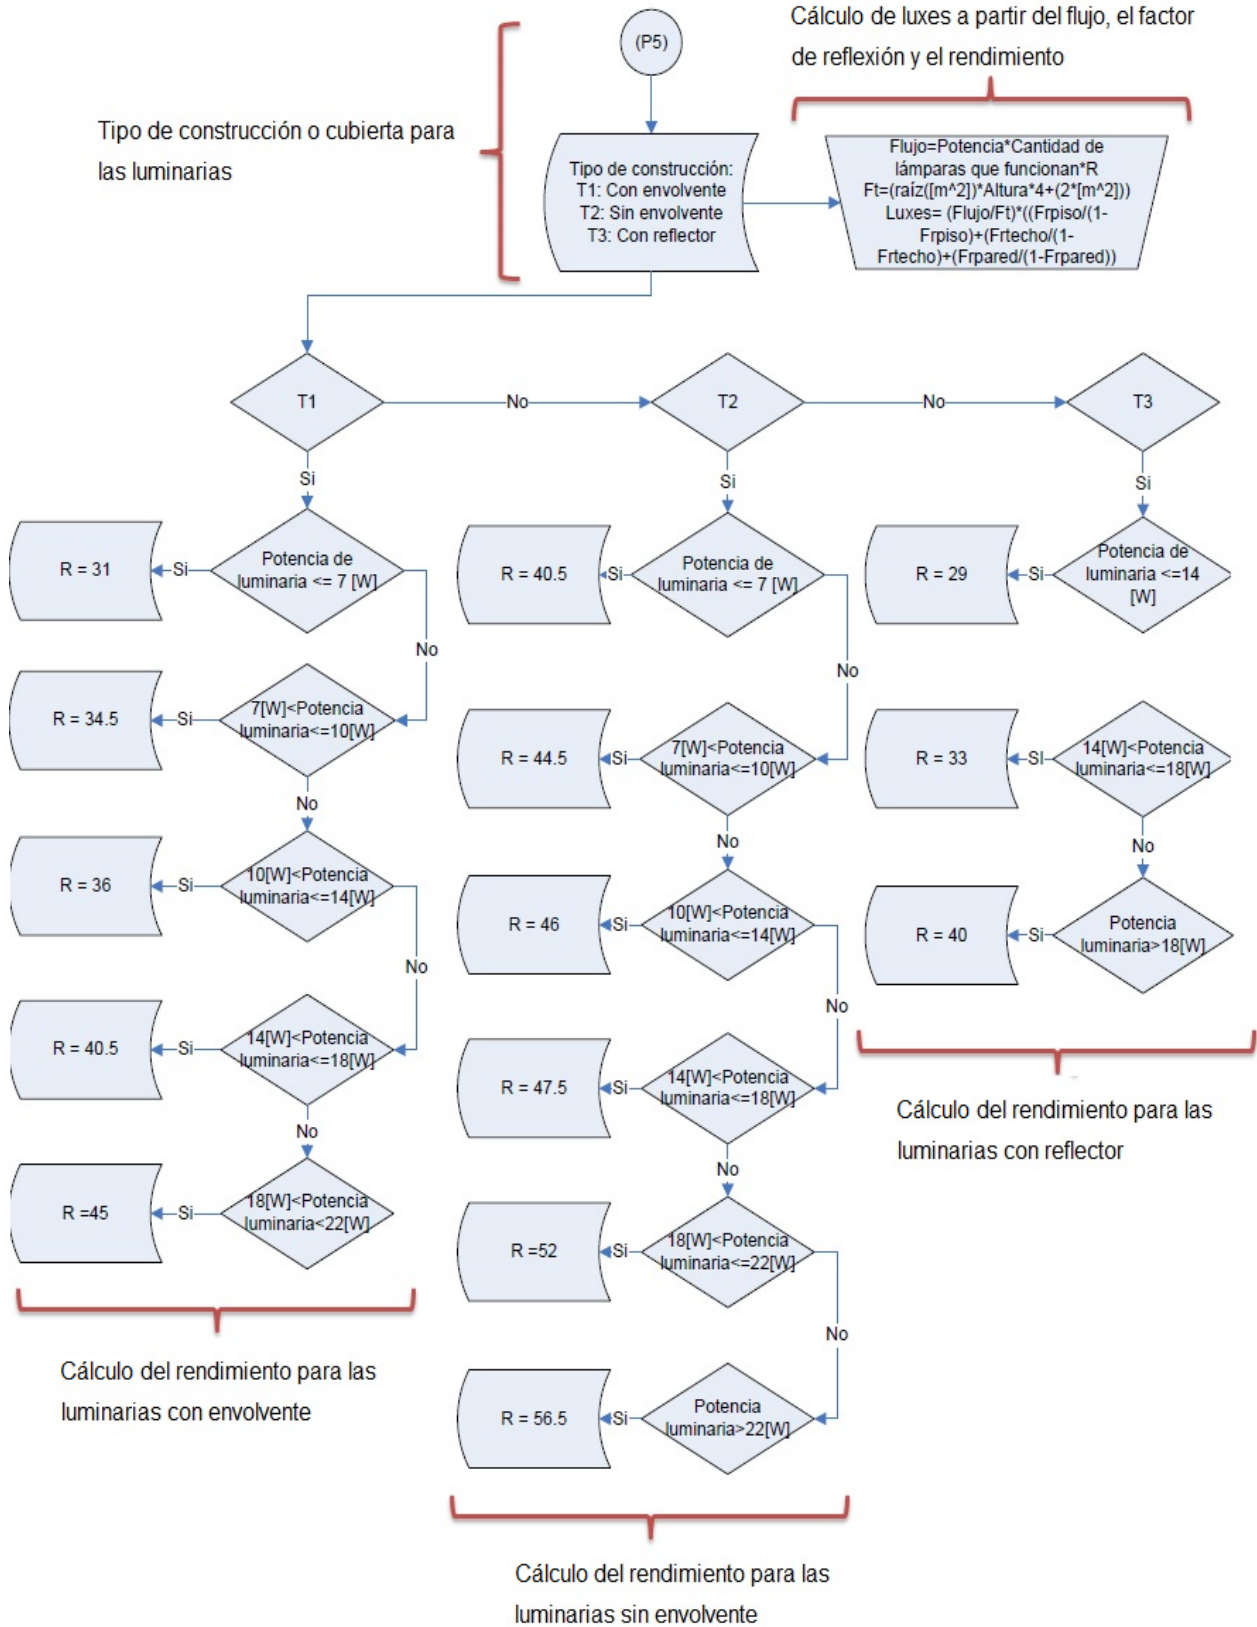 (P5)
Cálculo de luxes a partir del flujo, el factor
de reflexión y el rendimiento
Tipo de construcción o cubierta para
las luminarias
Tipo de construcción:
T1: Con envolvente
T2: Sin envolvente
T3: Con reflector
Flujo=Potencia*Cantidad de
lámparas que funcionan*R
Ft=(raíz([m^2])*Altura*4+(2*[m^2]))
Luxes= (Flujo/Ft)*((Frpiso/(1-
Frpiso)+(Frtecho/(1-
Frtecho)+(Frpared/(1-Frpared))
T1
No
T2
No
T3
Si
Si
Si
Potencia de
luminaria <= 7 [W]
Si
R = 31
No
7[W]<Potencia
luminaria<=10[W]
Si
R = 34.5
No
10[W]<Potencia
luminaria<=14[W]
Si
R = 36
No
14[W]<Potencia
luminaria<=18[W]
Si
R = 40.5
No
18[W]<Potencia
luminaria<22[W]
Si
R =45
Cálculo del rendimiento para las
luminarias con envolvente
Potencia de
luminaria <= 7 [W]
Si
R = 40.5
No
7[W]<Potencia
luminaria<=10[W]
Si
R = 44.5
No
10[W]<Potencia
luminaria<=14[W]
Si
R = 46
No
14[W]<Potencia
luminaria<=18[W]
Si
R = 47.5
No
18[W]<Potencia
luminaria<=22[W]
Si
R =52
No
Potencia
luminaria>22[W]
Si
R = 56.5
Cálculo del rendimiento para las
luminarias sin envolvente
Potencia de
luminaria <=14
[W]
Si
R = 29
14[W]<Potencia
luminaria<=18[W]
SI
R = 33
No
Potencia
luminaria>18[W]
Si
R = 40
Cálculo del rendimiento para las
luminarias con reflector